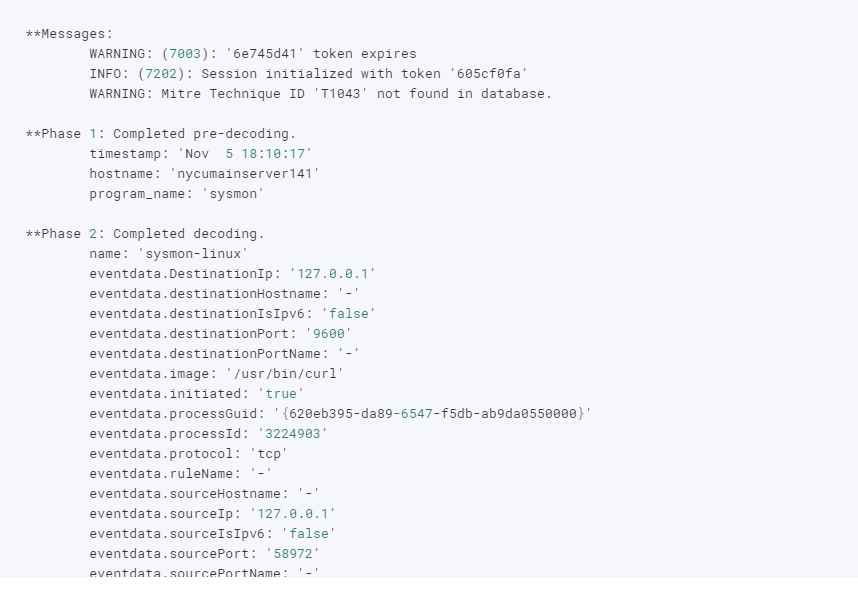 **Messages:
WARNING: (7003): '6e745d41' token expires
INFO: (7202): Session initialized with token '605cf0fa'
WARNING: Mitre Technique ID 'T1043' not found in database.
**Phase 1: Completed pre-decoding.
timestamp: 'Nov  5 18:10:17'
hostname: 'nycumainserver141'
program_name: 'sysmon'
**Phase 2: Completed decoding.
name: 'sysmon-linux'
eventdata.DestinationIp: '127.0.0.1'
eventdata.destinationHostname: '-'
eventdata.destinationIsIpv6: 'false'
eventdata.destinationPort: '9600'
eventdata.destinationPortName: '-'
eventdata.image: '/usr/bin/curl'
eventdata.initiated: 'true'
eventdata.processGuid: '{620eb395-da89-6547-f5db-ab9da0550000}'
eventdata.processId: '3224903'
eventdata.protocol: 'tcp'
eventdata.ruleName: '-'
eventdata.sourceHostname: '-'
eventdata.sourceIp: '127.0.0.1'
eventdata.sourceIsIpv6: 'false'
eventdata.sourcePort: '58972'
eventdata.sourcePortName: '-'